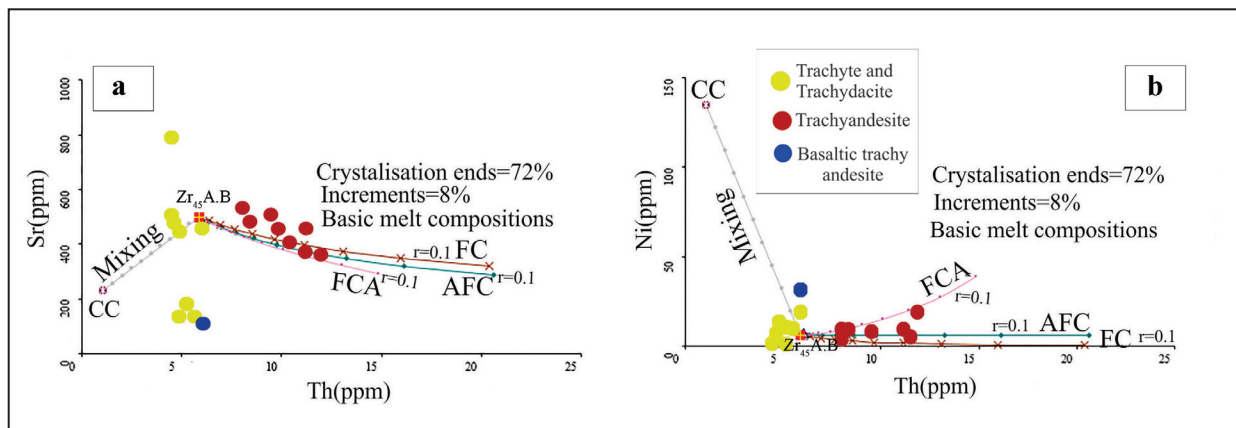 a
Sr(ppm)
1000
800
600
400
200
0
Zr45A.B
Crystalisation ends=72%
Increments=8%
Basic melt compositions
Mixing
CC
r=0.1 FC
AFC r=0.1
FCA r=0.1
0 5 10 15 20 25
Th(ppm)
b
Ni(ppm)
150
100
50
0
CC
Trachyte and
Trachydacite
Trachyandesite
Basaltic trachy
andesite
Crystalisation ends=72%
Increments=8%
Basic melt compositions
Mixing
FCA
r=0.1
r=0.1 AFC
FC r=0.1
Zr45A.B
0 5 10 15 20 25
Th(ppm)